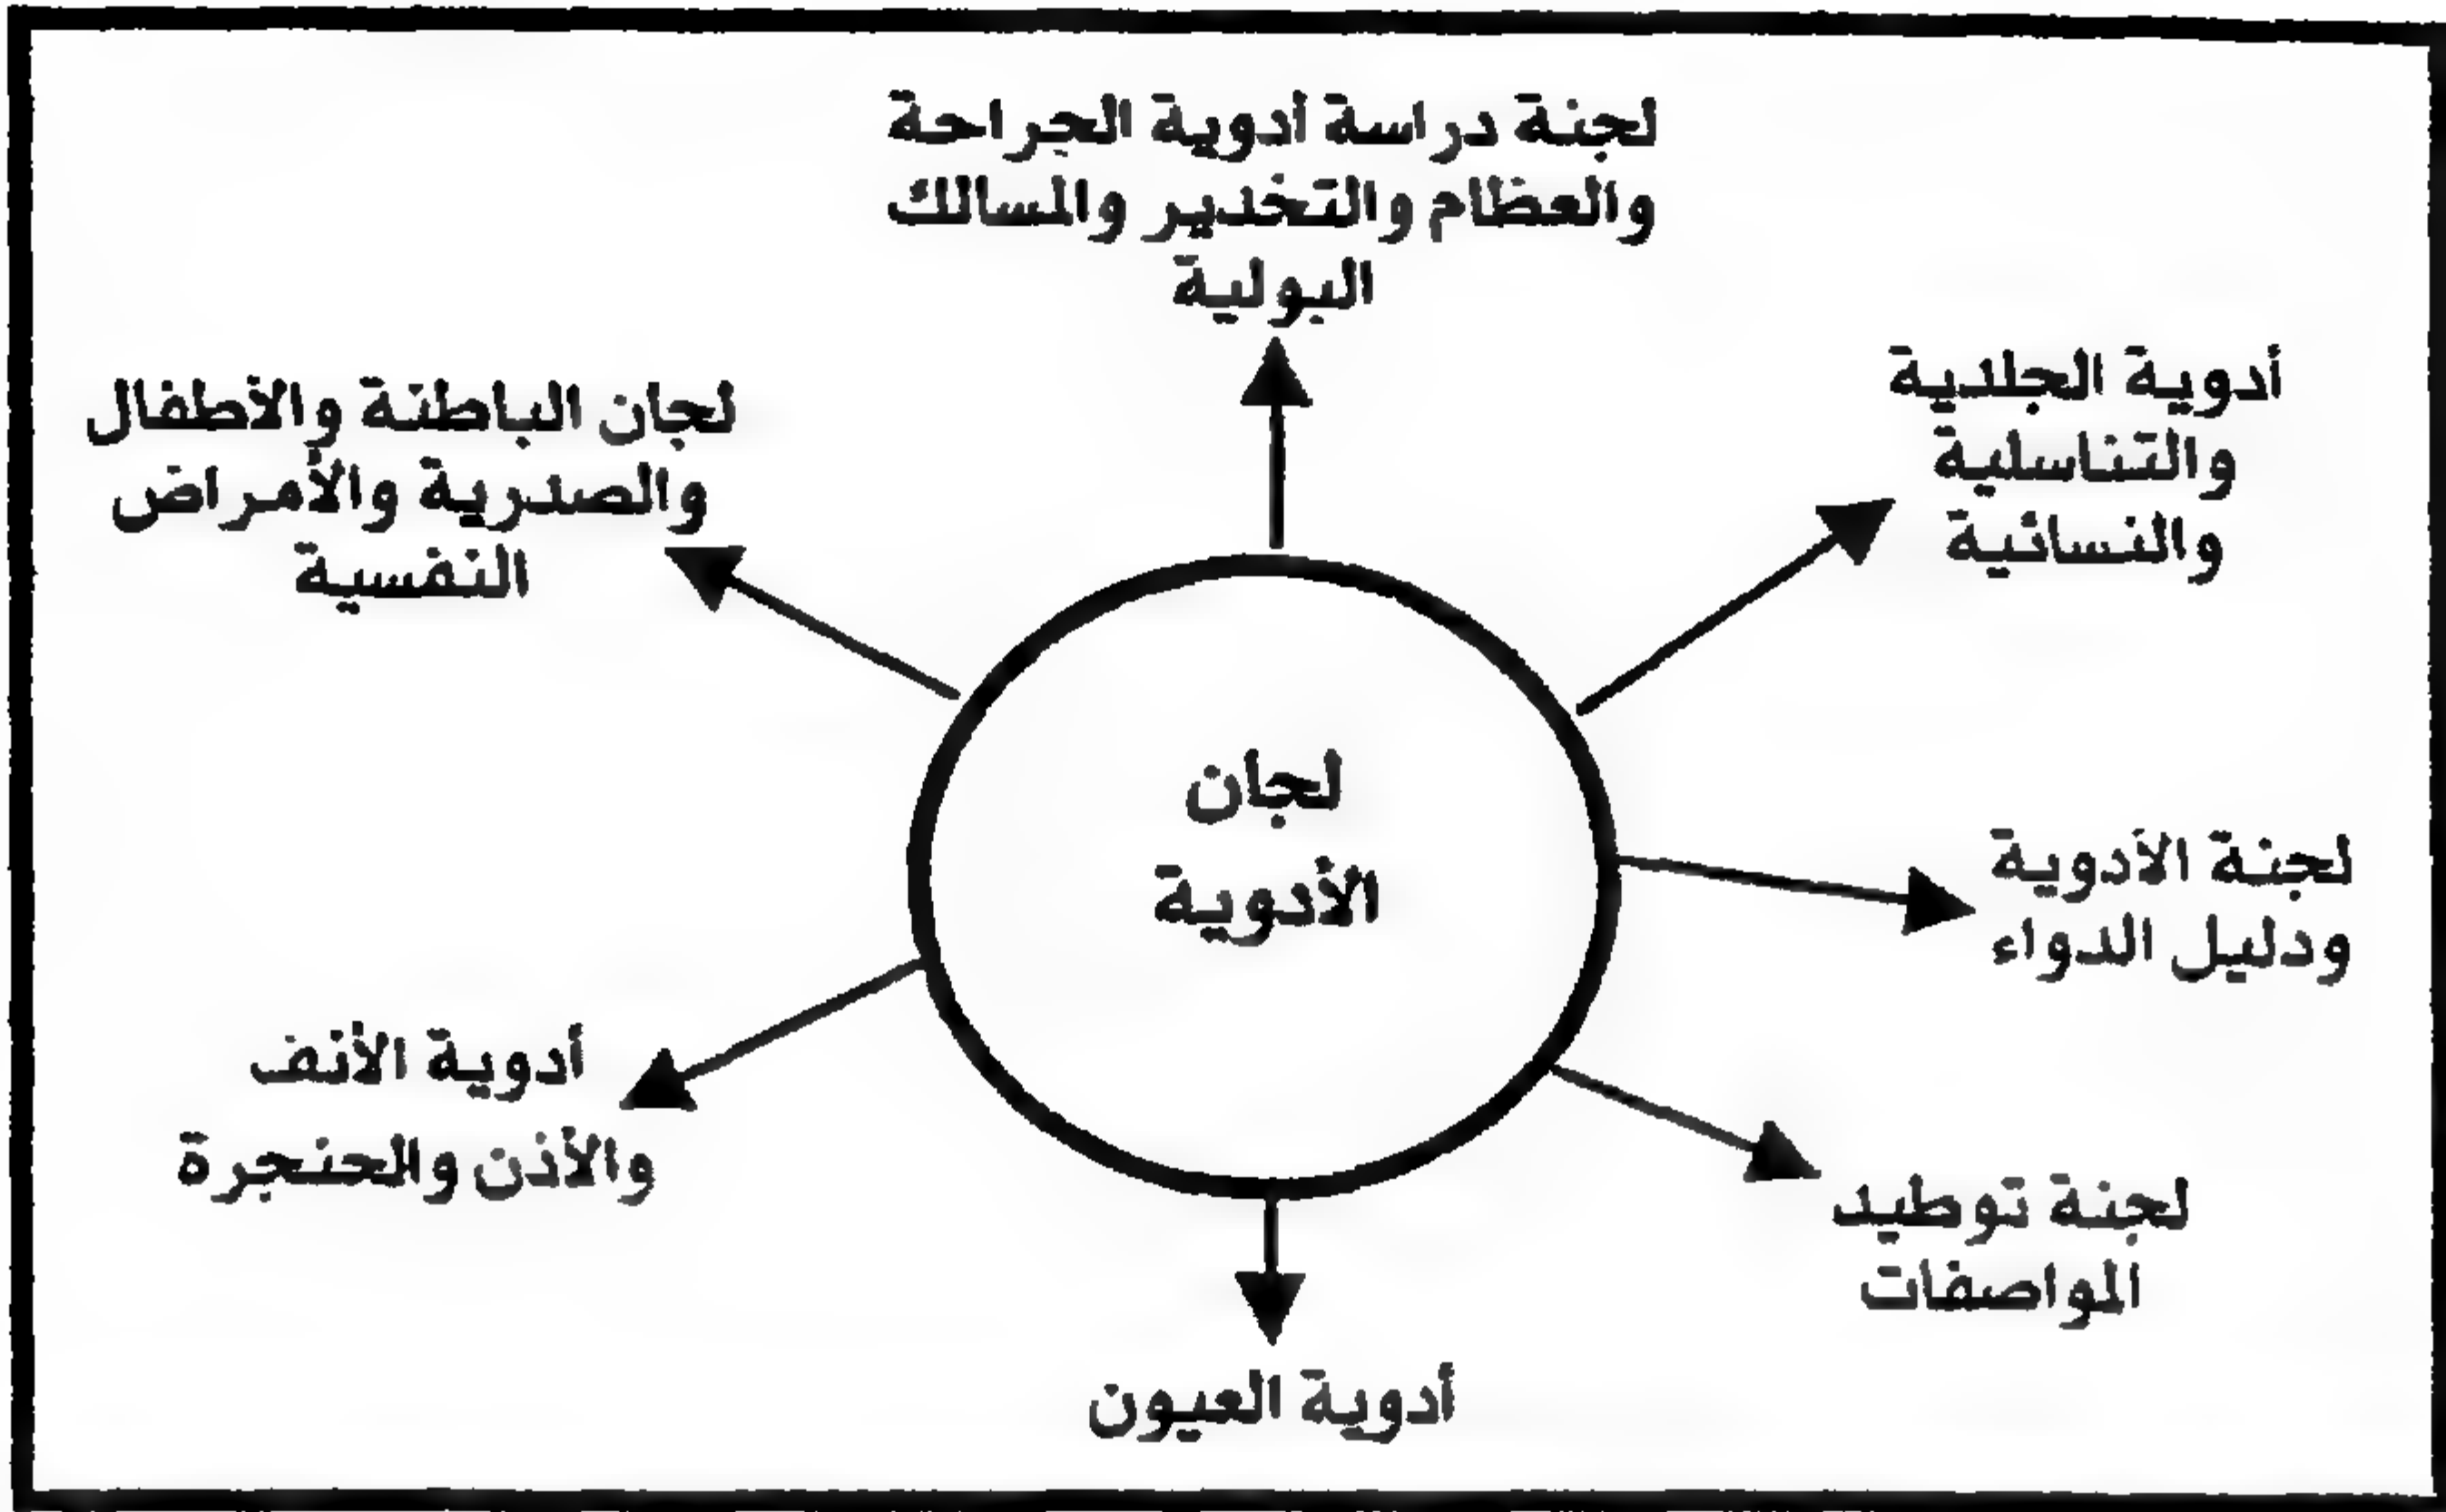 لجنة دراسة أدوية الجراحة
والعظام والتخدير والمسالك
البولية
أدوية الجلدية
والتناسلية
والنسائية
لجان الباطنة والأطفال
والصدرية والأمراض
النفسية
لجان
الأدوية
لجنة الأدوية
ودليل الدواء
أدوية الأنف
والأذن والحنجرة
لجنة توطيد
المواصفات
أدوية العيون